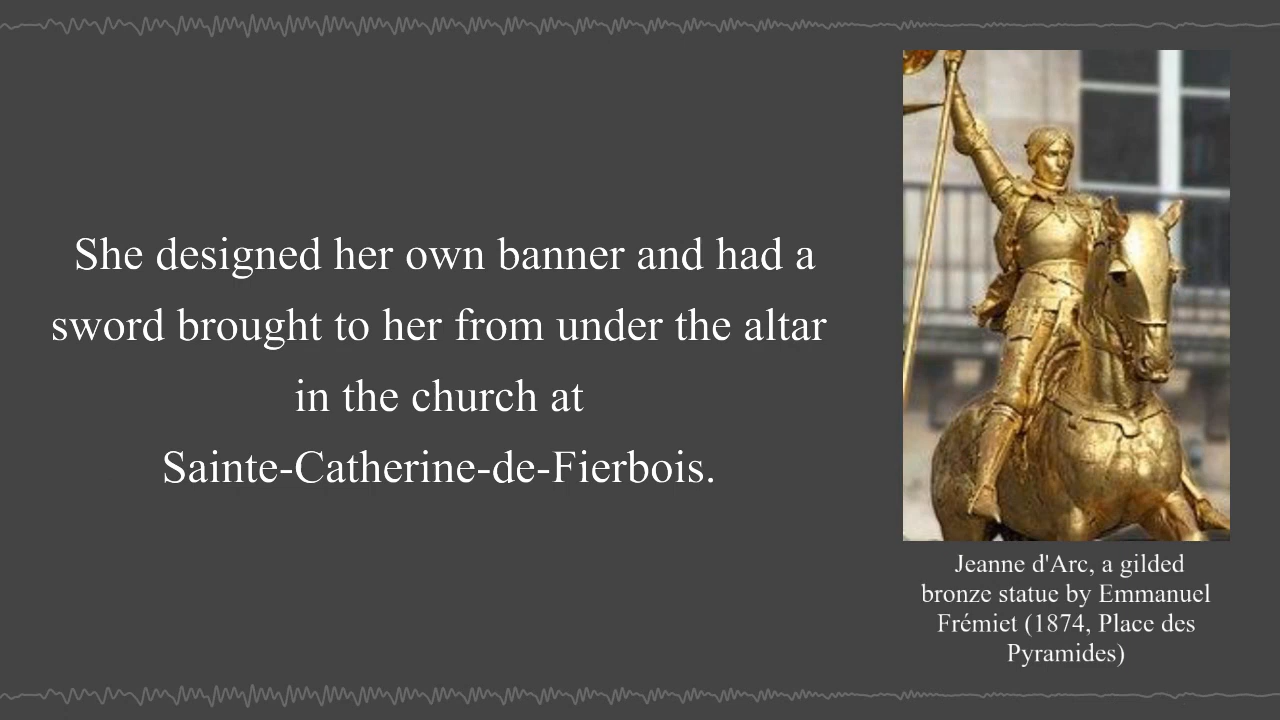 She designed her own banner and had a
sword brought to her from under the altar
in the church at
Sainte-Catherine-de-Fierbois.
Jeanne d'Arc, a gilded
bronze statue by Emmanuel
Frémiet (1874, Place des
Pyramides)